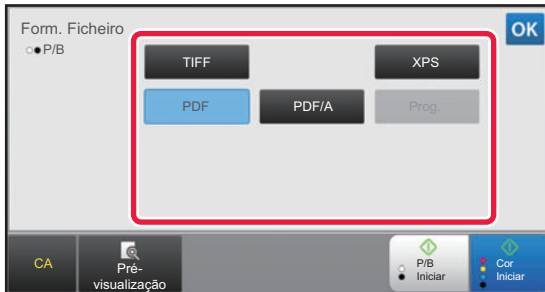 Form. Ficheiro
P/B
OK
TIFF
XPS
PDF
PDF/A
Prog.
CA
Pré-
visualização
P/B
Iniciar
Cor
Iniciar